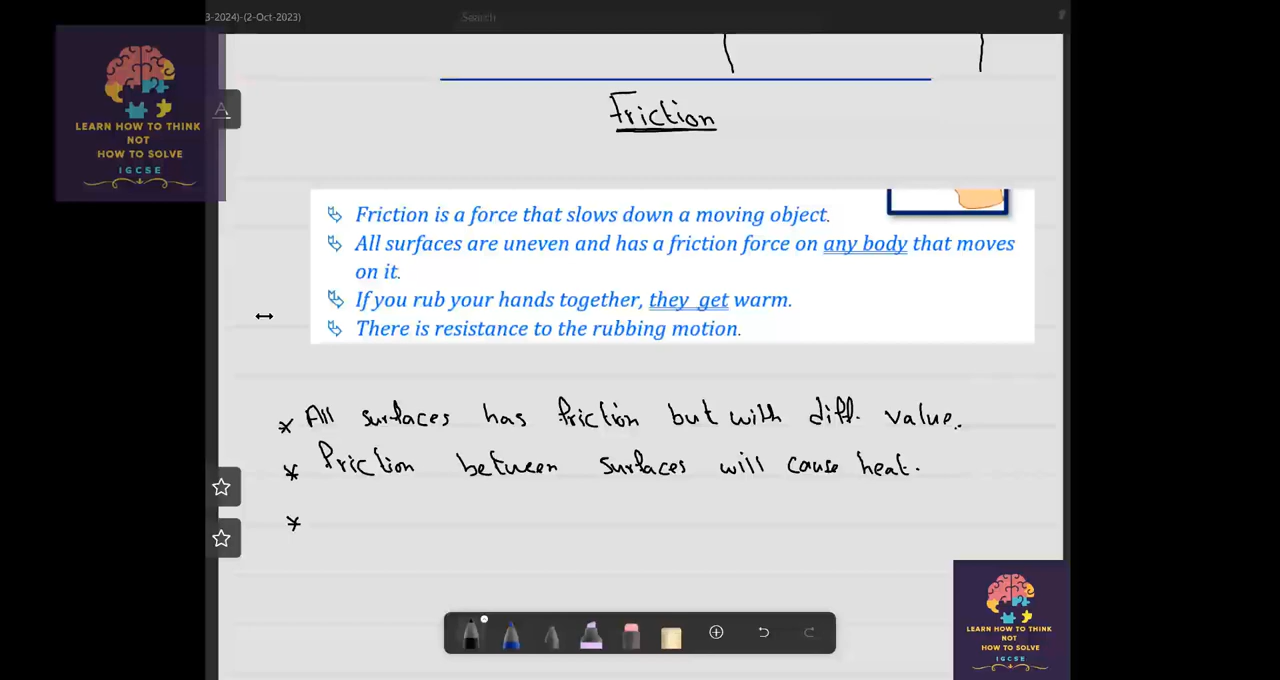 3-2024)-(2-Oct-2023)
Search
LEARN HOW TO THINK
NOT
HOW TO SOLVE
IGCSE
A
Friction
Friction is a force that slows down a moving object.
All surfaces are uneven and has a friction force on any body that moves
on it.
If you rub your hands together, they get warm.
There is resistance to the rubbing motion.
* All surfaces has friction but with diff. value.
* Friction between surfaces will cause heat.
*
LEARN HOW TO THINK
NOT
HOW TO SOLVE
IGCSE